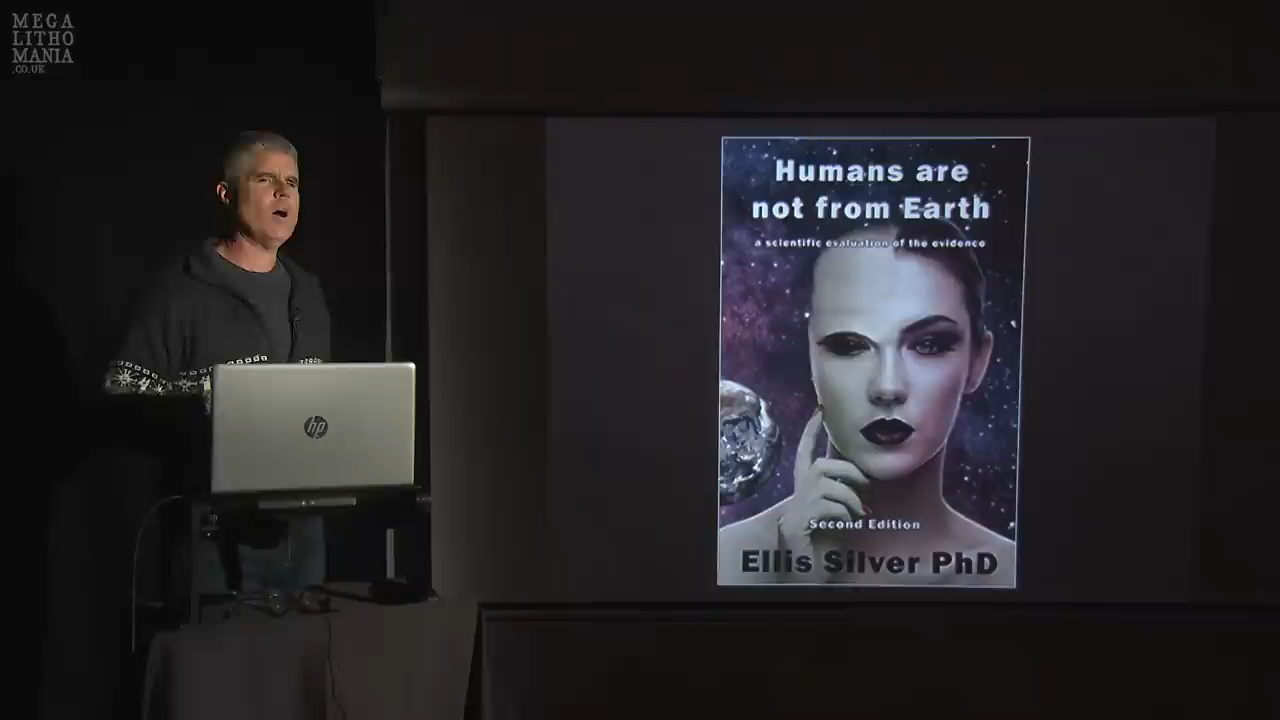 MEGA
LITHO
MANIA
.CO.UK
Humans are
not from Earth
a scientific evaluation of the evidence
Second Edition
Ellis Silver PhD
hp